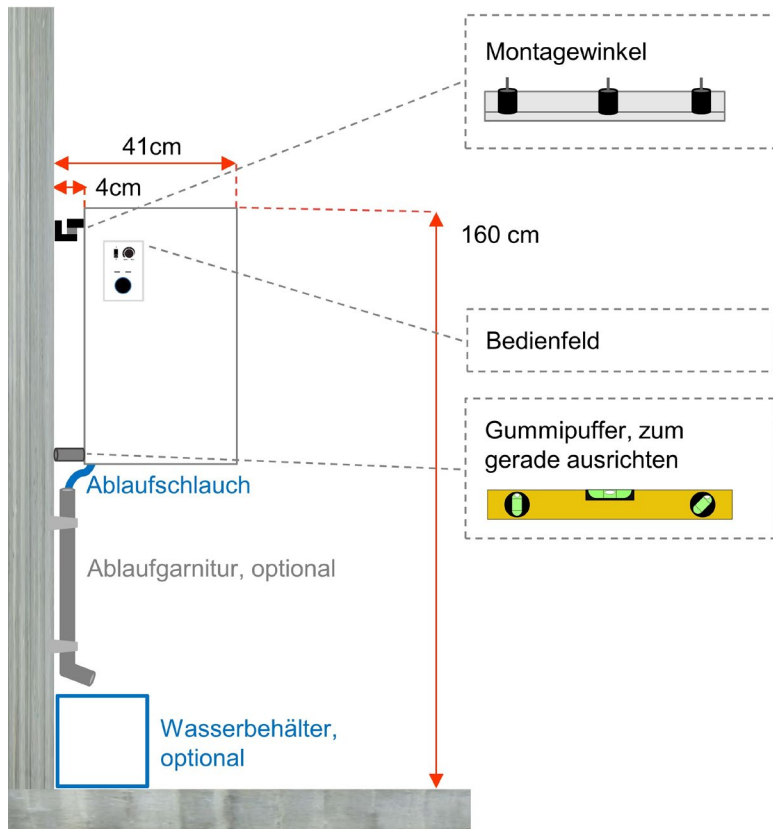 Montagewinkel
41cm
4cm
160 cm
Bedienfeld
Gummipuffer, zum
gerade ausrichten
Ablaufschlauch
Ablaufgarnitur, optional
Wasserbehälter,
optional